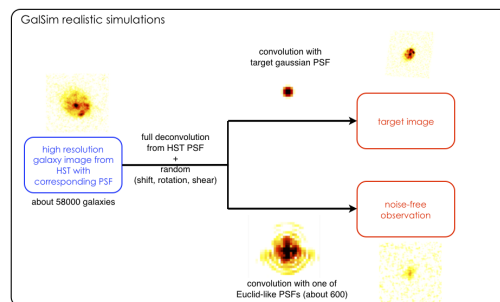 GalSim realistic simulations
convolution with
target gaussian PSF
full deconvolution
from HST PSF
+
random
(shift, rotation, shear)
high resolution
galaxy image from
HST with
corresponding PSF
about 58000 galaxies
target image
noise-free
observation
convolution with one of
Euclid-like PSFs (about 600)